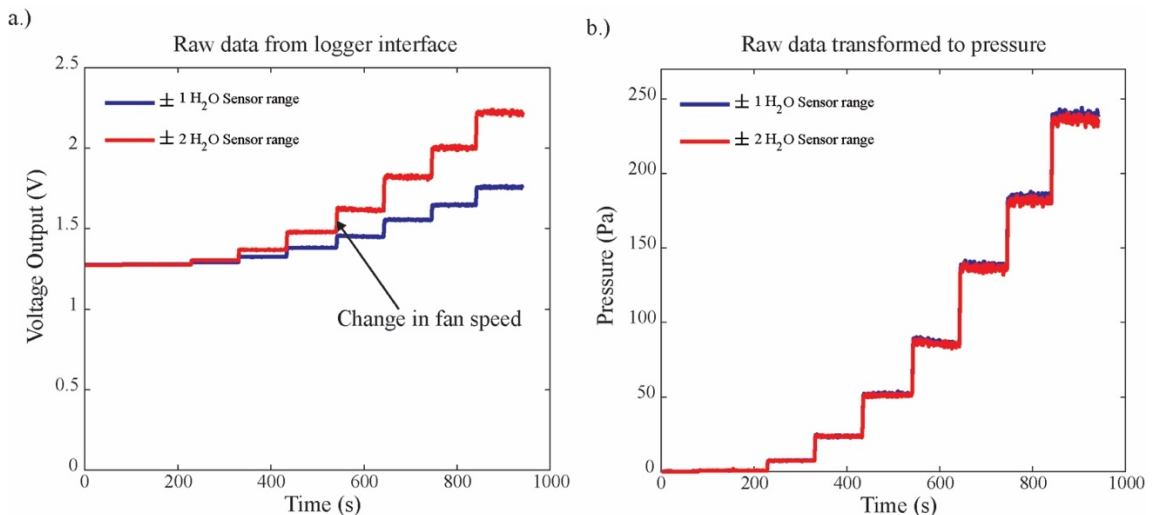 a.)
Raw data from logger interface
2.5
2
1.5
1
0.5
0
Voltage Output (V)
± 1 H₂O Sensor range
± 2 H₂O Sensor range
Change in fan speed
0 200 400 600 800 1000
Time (s)
b.)
Raw data transformed to pressure
250
200
150
100
50
0
Pressure (Pa)
± 1 H₂O Sensor range
± 2 H₂O Sensor range
0 200 400 600 800 1000
Time (s)